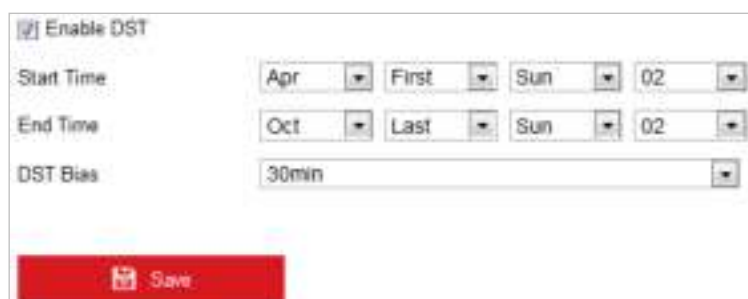 Enable DST
Start Time Apr First Sun 02
End Time Oct Last Sun 02
DST Bias 30min
Save